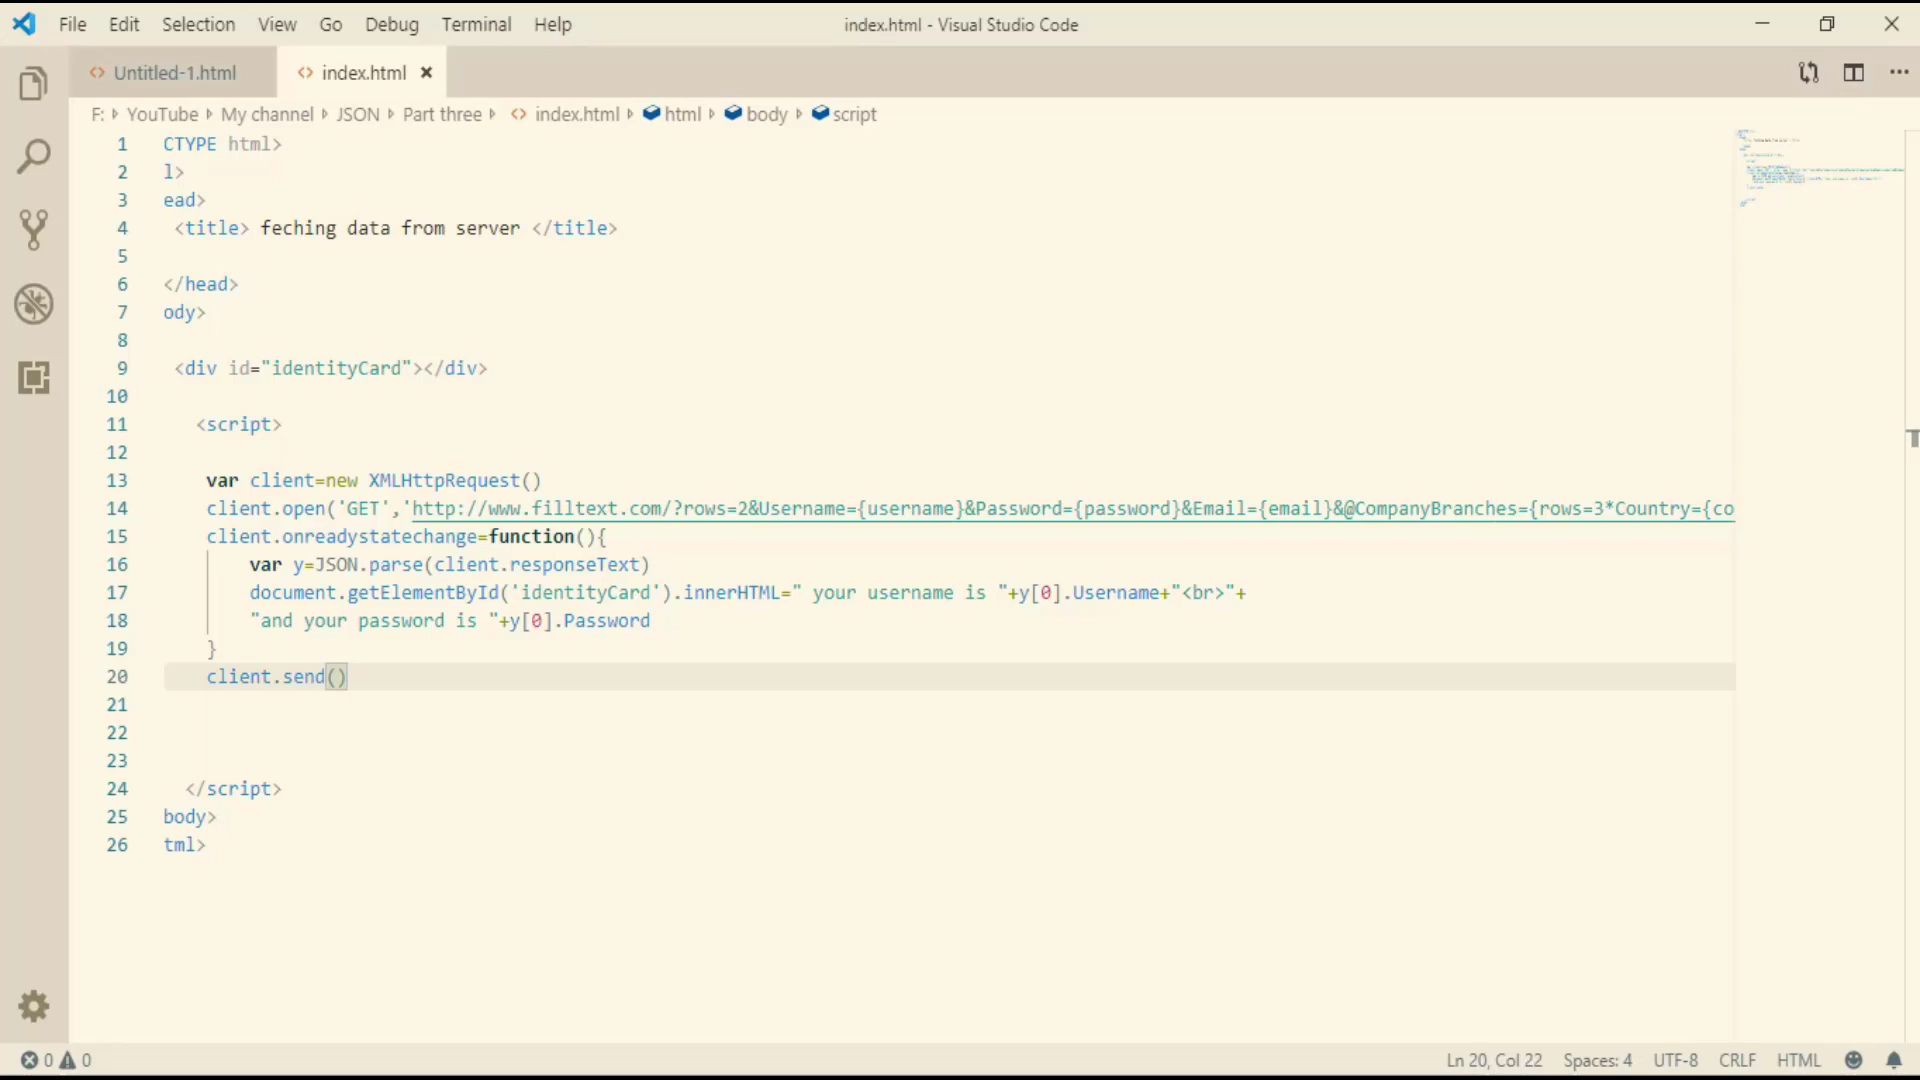 File Edit Selection View Go Debug Terminal Help index.html - Visual Studio Code
Untitled-1.html index.html
F: YouTube My channel JSON Part three index.html html body script
1 CTYPE html>
2 l>
3 ead>
4 <title> feching data from server </title>
5
6 </head>
7 ody>
8
9 <div id="identityCard"></div>
10
11 <script>
12
13 var client=new XMLHttpRequest()
14 client.open('GET','http://www.filltext.com/?rows=2&Username={username}&Password={password}&Email={email}&@CompanyBranches={rows=3*Country={co
15 client.onreadystatechange=function(){
16 var y=JSON.parse(client.responseText)
17 document.getElementById('identityCard').innerHTML=" your username is "+y[0].Username+"<br>"+
18 "and your password is "+y[0].Password
19 }
20 client.send()
21
22
23
24 </script>
25 body>
26 tml>
0 0 Ln 20, Col 22 Spaces: 4 UTF-8 CRLF HTML